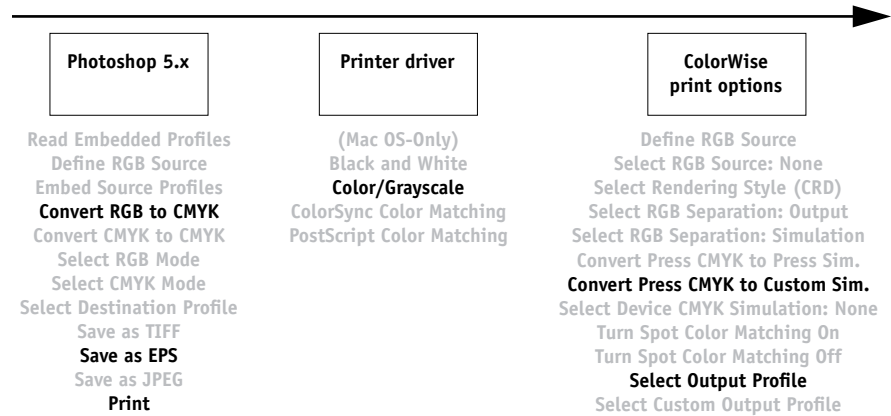 Photoshop 5.x
Read Embedded Profiles
Define RGB Source
Embed Source Profiles
Convert RGB to CMYK
Convert CMYK to CMYK
Select RGB Mode
Select CMYK Mode
Select Destination Profile
Save as TIFF
Save as EPS
Save as JPEG
Print
Printer driver
(Mac OS-Only)
Black and White
Color/Grayscale
ColorSync Color Matching
PostScript Color Matching
ColorWise
print options
Define RGB Source
Select RGB Source: None
Select Rendering Style (CRD)
Select RGB Separation: Output
Select RGB Separation: Simulation
Convert Press CMYK to Press Sim.
Convert Press CMYK to Custom Sim.
Select Device CMYK Simulation: None
Turn Spot Color Matching On
Turn Spot Color Matching Off
Select Output Profile
Select Custom Output Profile